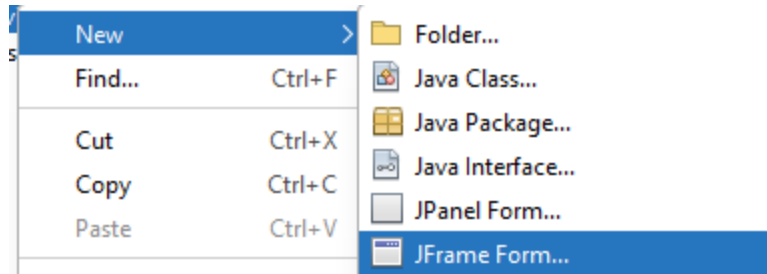 New
Find... Ctrl+F
Cut Ctrl+X
Copy Ctrl+C
Paste Ctrl+V
Folder...
Java Class...
Java Package...
Java Interface...
JPanel Form...
JFrame Form...